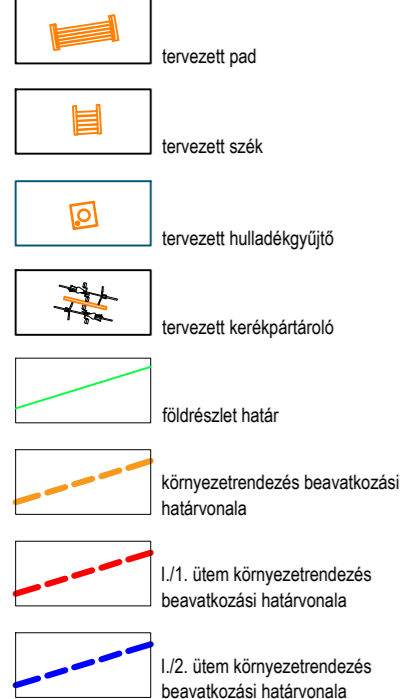 tervezett pad
tervezett szék
tervezett hulladékgyűjtő
tervezett kerékpártároló
földrészlet határ
környezetrendezés beavatkozási
határvonala
I./1. ütem környezetrendezés
beavatkozási határvonala
I./2. ütem környezetrendezés
beavatkozási határvonala